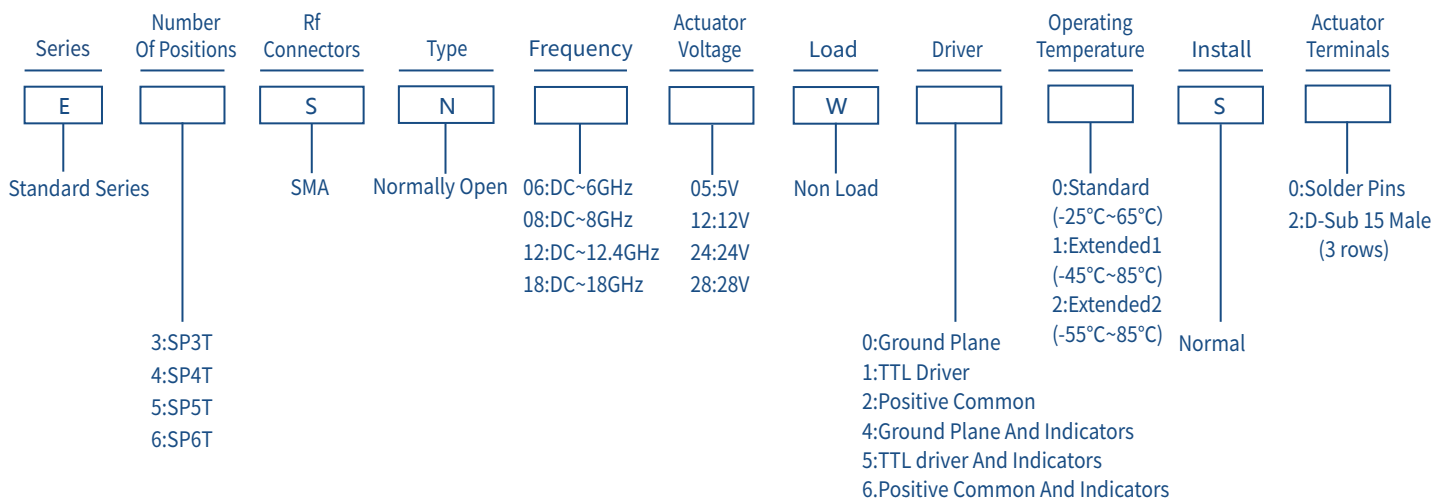 Series
Number
Of Positions
Rf
Connectors
Type
Frequency
Actuator
Voltage
Load
Driver
Operating
Temperature
Install
Actuator
Terminals
E
S
N
W
S
Standard Series
SMA
Normally Open
06:DC~6GHz
08:DC~8GHz
12:DC~12.4GHz
18:DC~18GHz
05:5V
12:12V
24:24V
28:28V
Non Load
0:Standard
(-25°C~65°C)
1:Extended1
(-45°C~85°C)
2:Extended2
(-55°C~85°C)
0:Solder Pins
2:D-Sub 15 Male
(3 rows)
3:SP3T
4:SP4T
5:SP5T
6:SP6T
0:Ground Plane
1:TTL Driver
2:Positive Common
4:Ground Plane And Indicators
5:TTL driver And Indicators
6.Positive Common And Indicators
Normal